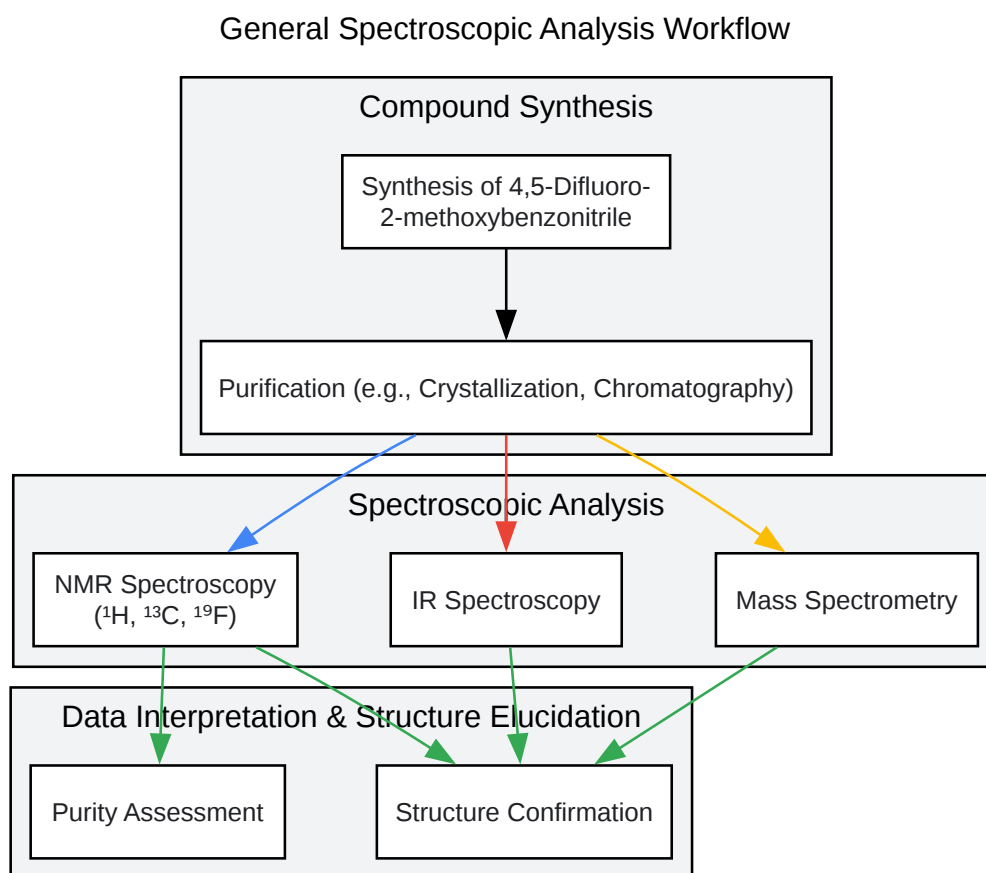 General Spectroscopic Analysis Workflow
Compound Synthesis
Synthesis of 4,5-Difluoro-
2-methoxybenzonitrile
Purification (e.g., Crystallization, Chromatography)
Spectroscopic Analysis
NMR Spectroscopy
(¹H, ¹³C, ¹⁹F)
IR Spectroscopy
Mass Spectrometry
Data Interpretation & Structure Elucidation
Purity Assessment
Structure Confirmation